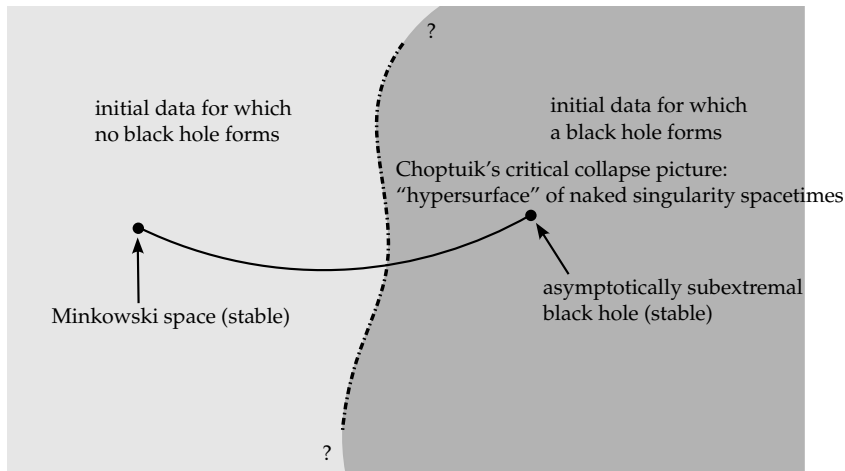 ?
initial data for which
no black hole forms
initial data for which
a black hole forms
Choptuik’s critical collapse picture:
“hypersurface” of naked singularity spacetimes
Minkowski space (stable)
asymptotically subextremal
black hole (stable)
?